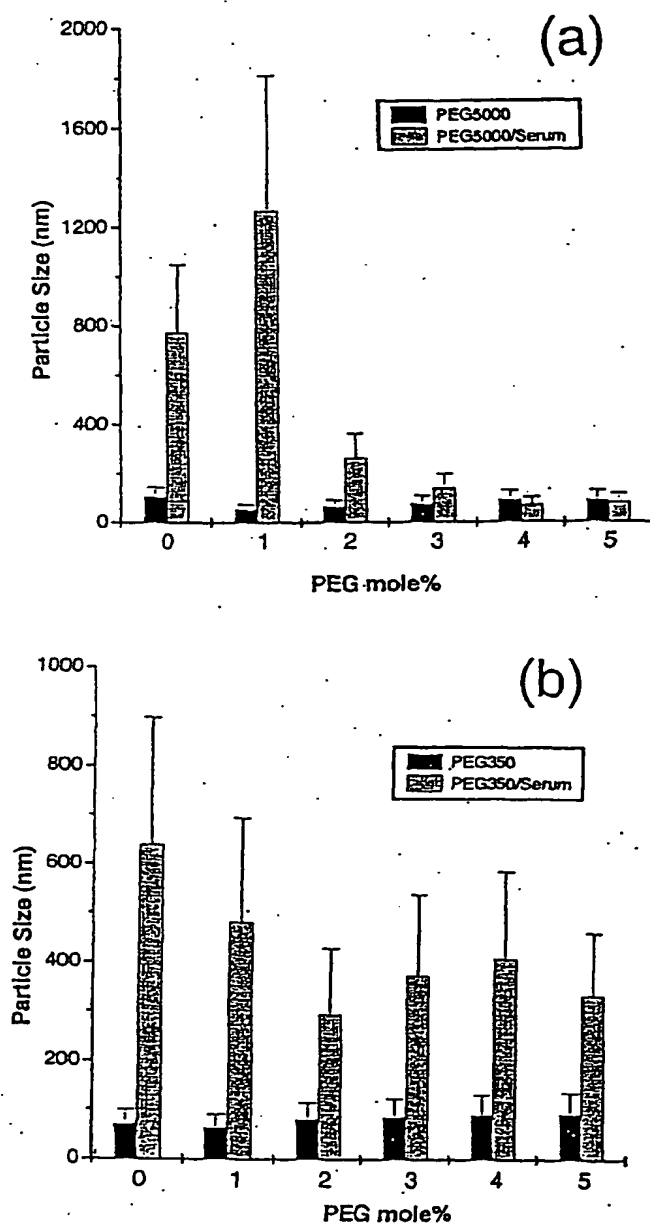 (a)
2000
1600
1200
800
400
0
Particle Size (nm)
PEG5000
PEG5000/Serum
0 1 2 3 4 5
PEG mole%
(b)
1000
800
600
400
200
0
Particle Size (nm)
PEG350
PEG350/Serum
0 1 2 3 4 5
PEG mole%